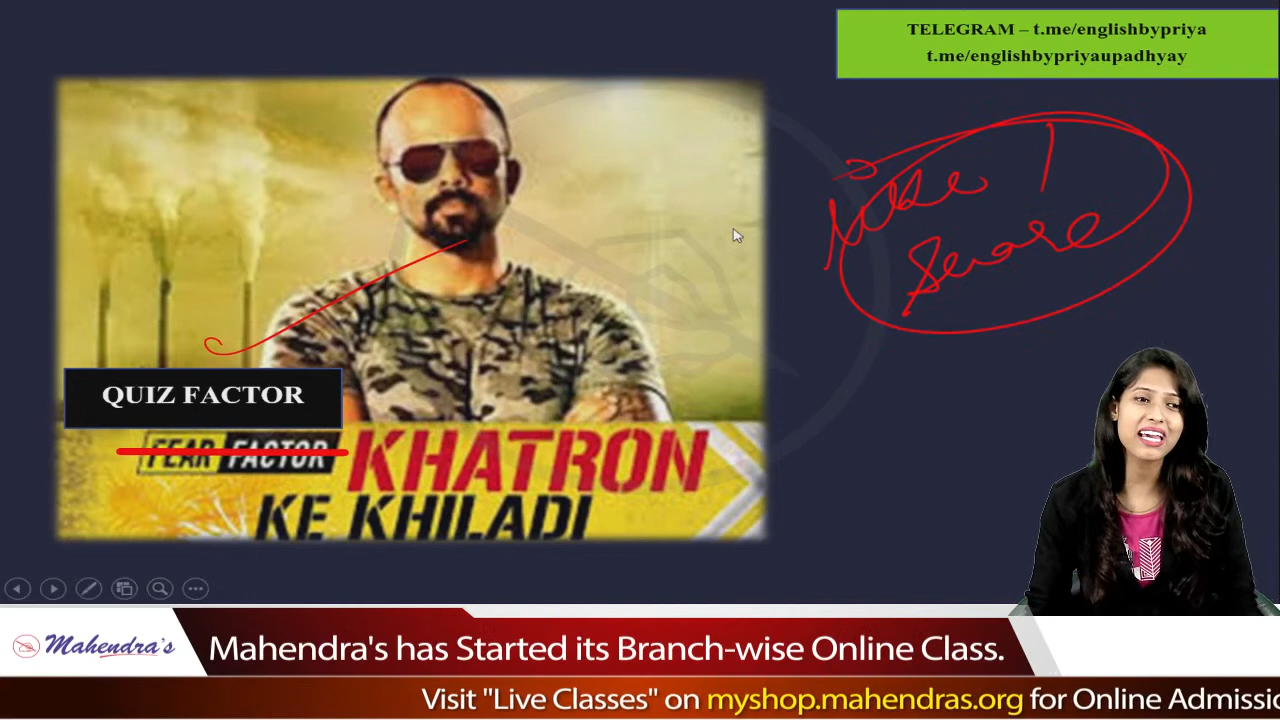 TELEGRAM – t.me/englishbypriya
t.me/englishbypriyaupadhyay
QUIZ FACTOR
FEAR FACTOR
KHATRON
KE KHILADI
Mahendra's
Mahendra's has Started its Branch-wise Online Class.
Visit "Live Classes" on myshop.mahendras.org for Online Admissi